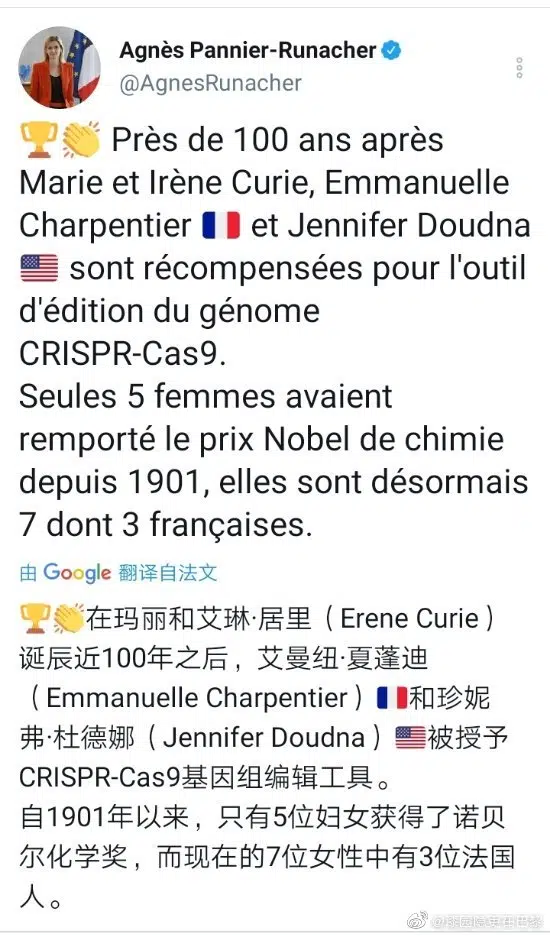 Agnès Pannier-Runacher
@AgnesRunacher
🏆👏 Près de 100 ans après
Marie et Irène Curie, Emmanuelle
Charpentier 🇫🇷 et Jennifer Doudna
🇺🇸 sont récompensées pour l'outil
d'édition du génome
CRISPR-Cas9.
Seules 5 femmes avaient
remporté le prix Nobel de chimie
depuis 1901, elles sont désormais
7 dont 3 françaises.
由 Google 翻译自法文
🏆👏在玛丽和艾琳·居里（Erene Curie）
诞辰近100年之后，艾曼纽·夏蓬迪
（Emmanuelle Charpentier）🇫🇷和珍妮
弗·杜德娜（Jennifer Doudna）🇺🇸被授予
CRISPR-Cas9基因组编辑工具。
自1901年以来，只有5位妇女获得了诺贝
尔化学奖，而现在的7位女性中有3位法国
人。